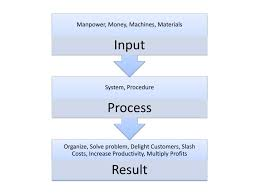 Manpower, Money, Machines, Materials
Input
System, Procedure
Process
Organize, Solve problem, Delight Customers, Slash
Costs, Increase Productivity, Multiply Profits
Result